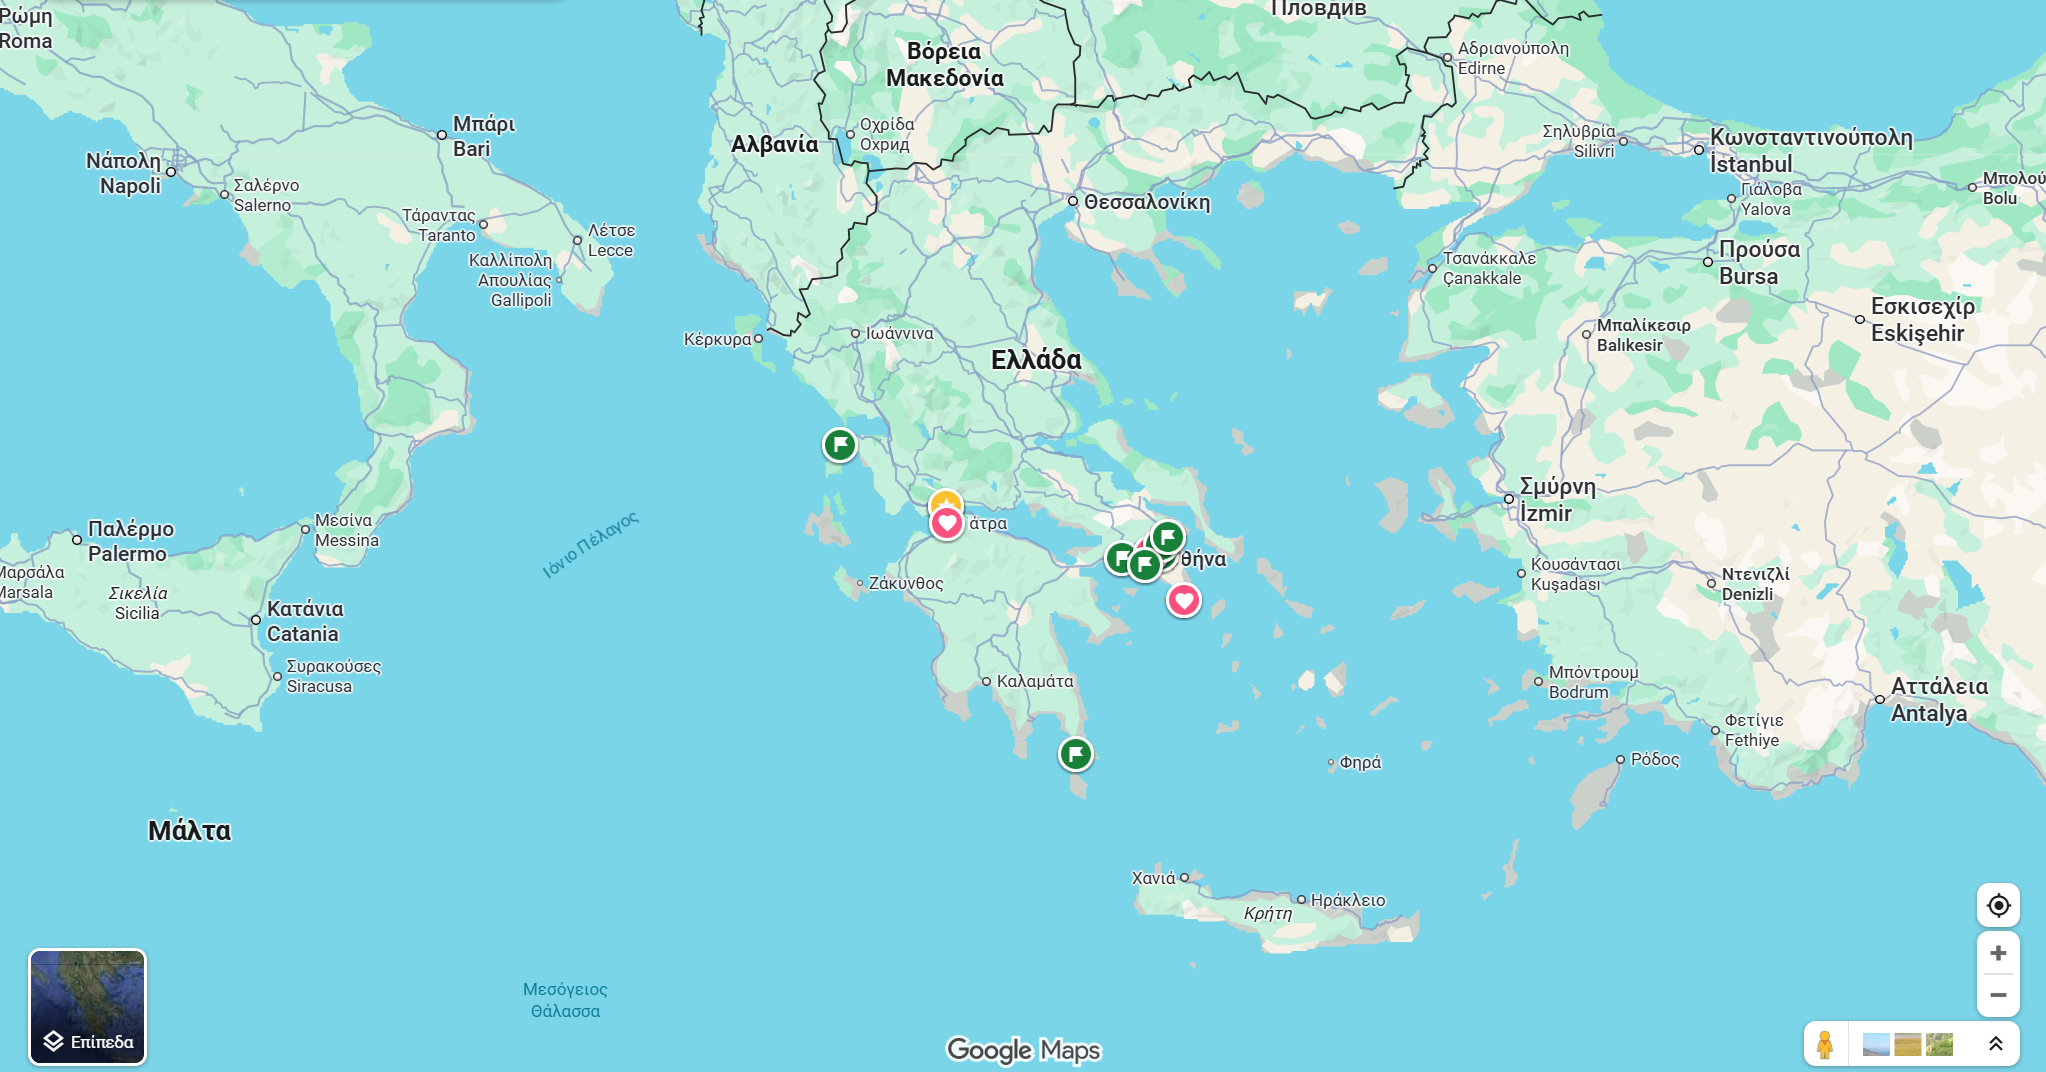 Ρώμη
Roma
Πλόβντιβ
Βόρεια
Μακεδονία
Αδριανούπολη
Edirne
Μπάρι
Bari
Οχρίδα
Охрид
Αλβανία
Σηλυβρία
Silivri
Κωνσταντινούπολη
İstanbul
Νάπολη
Napoli
Σαλέρνο
Salerno
Γιάλοβα
Yalova
Μπολού
Bolu
Θεσσαλονίκη
Τάραντας
Taranto
Λέτσε
Lecce
Προύσα
Bursa
Καλλίπολη
Απουλίας
Gallipoli
Τσανάκκαλε
Çanakkale
Εσκισεχίρ
Eskişehir
Κέρκυρα
Ιωάννινα
Μπαλίκεσιρ
Balıkesir
Ελλάδα
Σμύρνη
İzmir
Παλέρμο
Palermo
Μεσίνα
Messina
Ιόνιο Πέλαγος
άτρα
θήνα
Μαρσάλα
Marsala
Σικελία
Sicilia
Ζάκυνθος
Κουσάντασι
Kuşadası
Ντενιζλί
Denizli
Κατάνια
Catania
Συρακούσες
Siracusa
Καλαμάτα
Μπόντρουμ
Bodrum
Αττάλεια
Antalya
Φετίγιε
Fethiye
Φηρά
Ρόδος
Μάλτα
Χανιά
Κρήτη
Ηράκλειο
Μεσόγειος
Θάλασσα
Επίπεδα
Google Maps